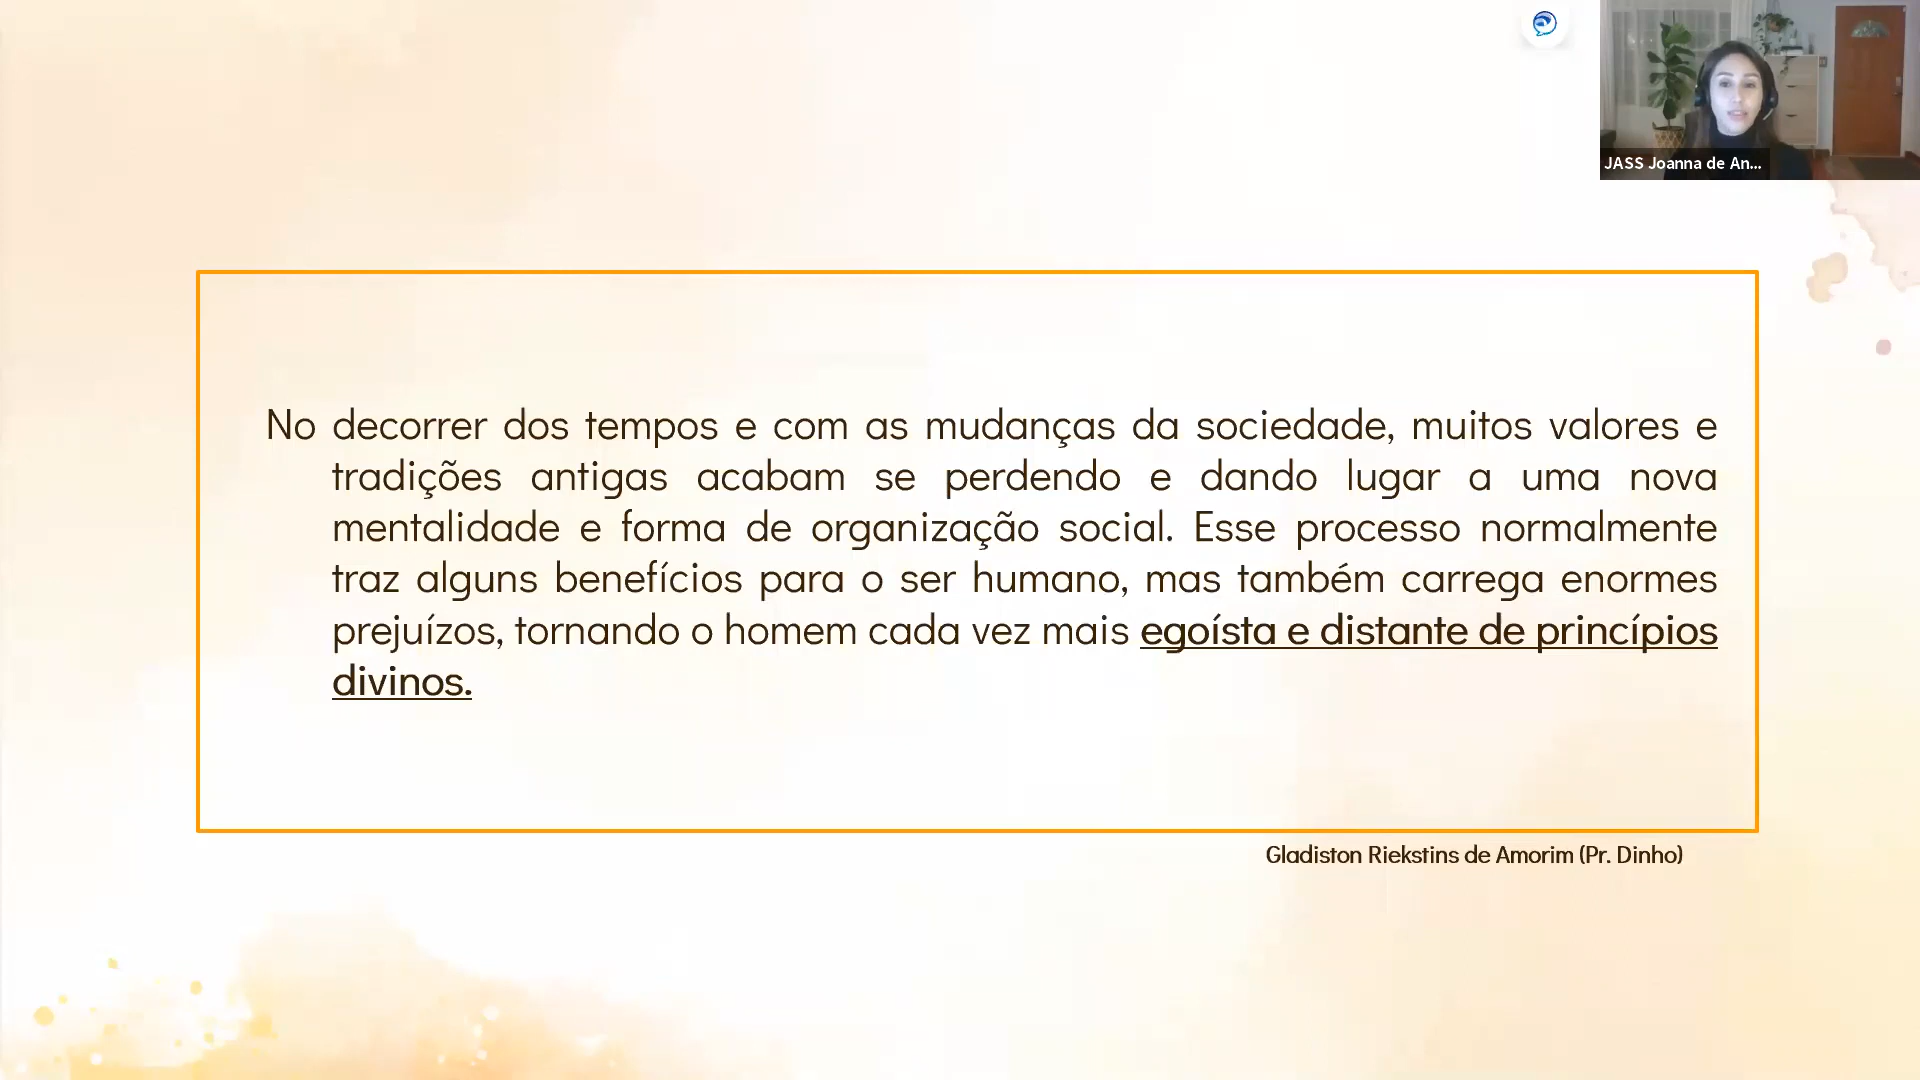 JASS Joanna de An...
No decorrer dos tempos e com as mudanças da sociedade, muitos valores e
tradições antigas acabam se perdendo e dando lugar a uma nova
mentalidade e forma de organização social. Esse processo normalmente
traz alguns benefícios para o ser humano, mas também carrega enormes
prejuízos, tornando o homem cada vez mais egoísta e distante de princípios
divinos.
Gladiston Riekstins de Amorim (Pr. Dinho)